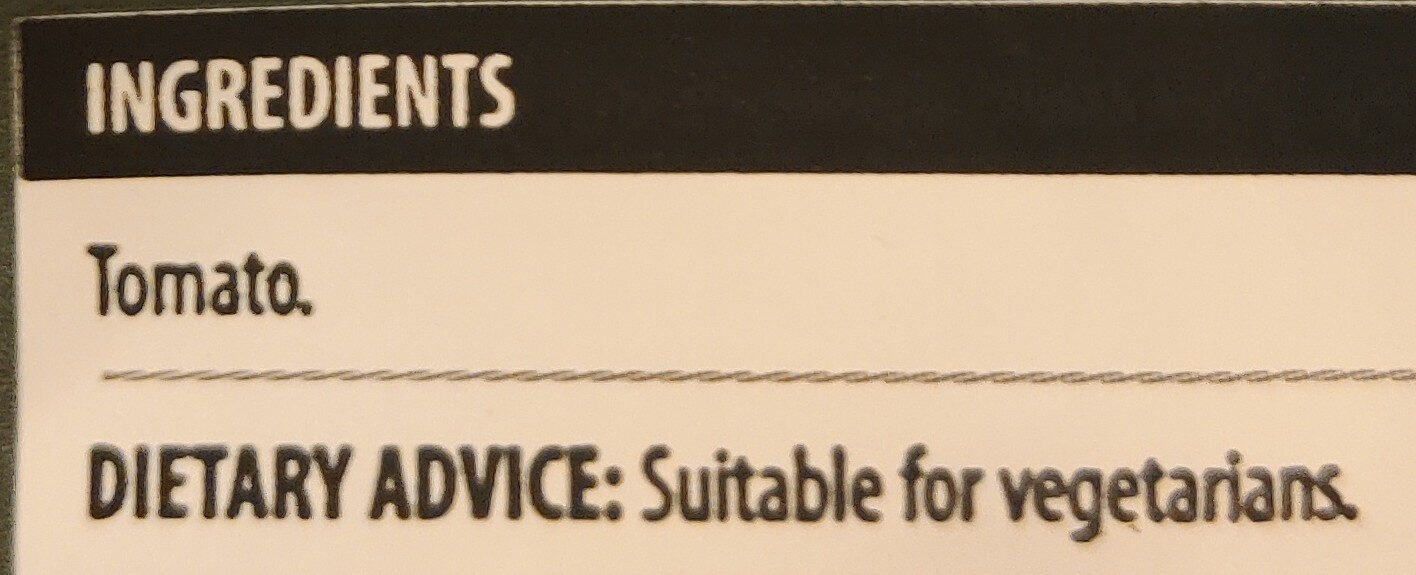 INGREDIENTS
Tomato.
DIETARY ADVICE: Suitable for vegetarians.